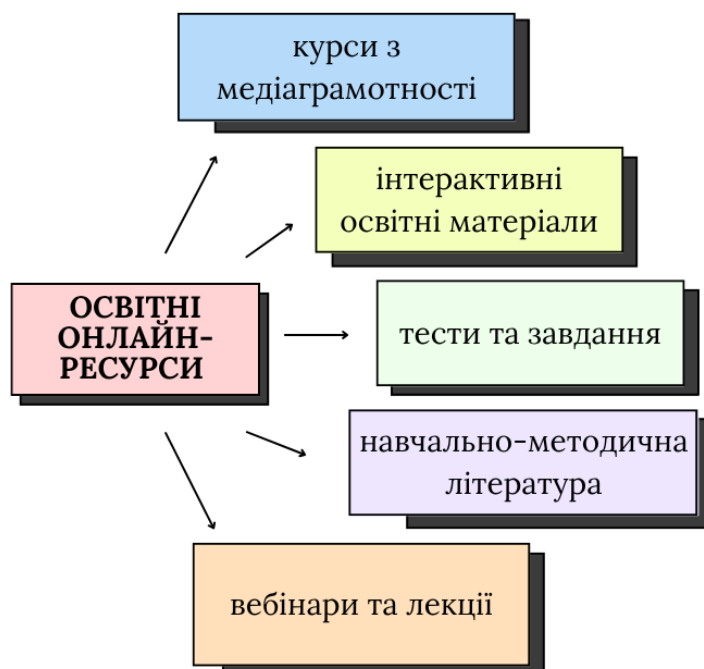 курси з
медіаграмотності
інтерактивні
освітні матеріали
ОСВІТНІ
ОНЛАЙН-
РЕСУРСИ
тести та завдання
навчально-методична
література
вебінари та лекції